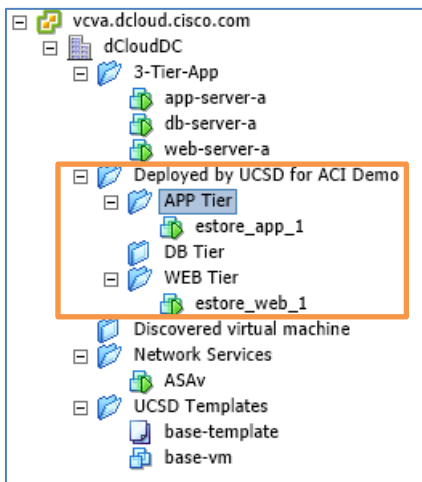 vcva.dcloud.cisco.com
dCloudDC
3-Tier-App
app-server-a
db-server-a
web-server-a
Deployed by UCSD for ACI Demo
APP Tier
estore_app_1
DB Tier
WEB Tier
estore_web_1
Discovered virtual machine
Network Services
ASAv
UCSD Templates
base-template
base-vm